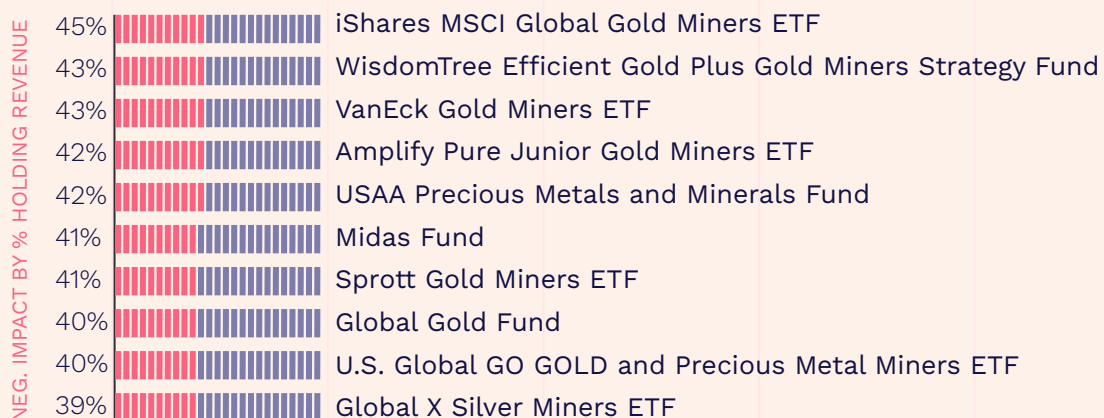 NEG. IMPACT BY % HOLDING REVENUE
45% iShares MSCI Global Gold Miners ETF
43% WisdomTree Efficient Gold Plus Gold Miners Strategy Fund
43% VanEck Gold Miners ETF
42% Amplify Pure Junior Gold Miners ETF
42% USAA Precious Metals and Minerals Fund
41% Midas Fund
41% Sprott Gold Miners ETF
40% Global Gold Fund
40% U.S. Global GO GOLD and Precious Metal Miners ETF
39% Global X Silver Miners ETF